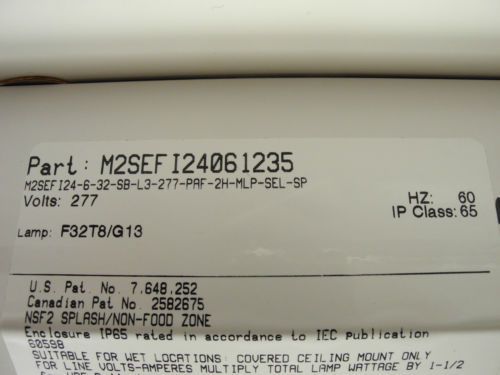 Part: M2SEFI24061235
M2SEFI24-6-32-SB-L3-277-PAF-2H-MLP-SEL-SP
Volts: 277
HZ: 60
IP Class: 65
Lamp: F32T8/G13
U.S. Pat. No. 7,648,252
Canadian Pat No. 2582675
NSF2 SPLASH/NON-FOOD ZONE
Enclosure IP65 rated in accordance to IEC publication
60598
SUITABLE FOR WET LOCATIONS: COVERED CEILING MOUNT ONLY
FOR LINE VOLTS-AMPERES MULTIPLY TOTAL LAMP WATTAGE BY 1-1/2